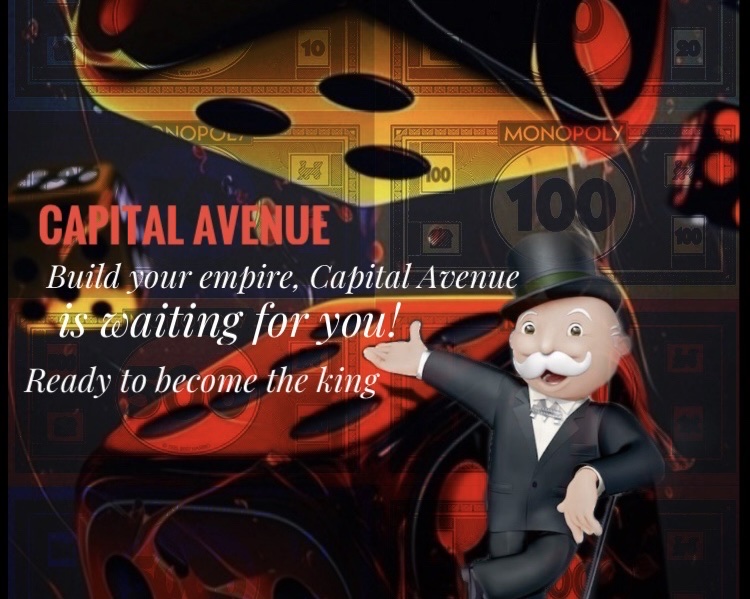 10
20
MONOPOLY
MONOPOLY
100
100
100
CAPITAL AVENUE
Build your empire, Capital Avenue
is waiting for you!
Ready to become the king